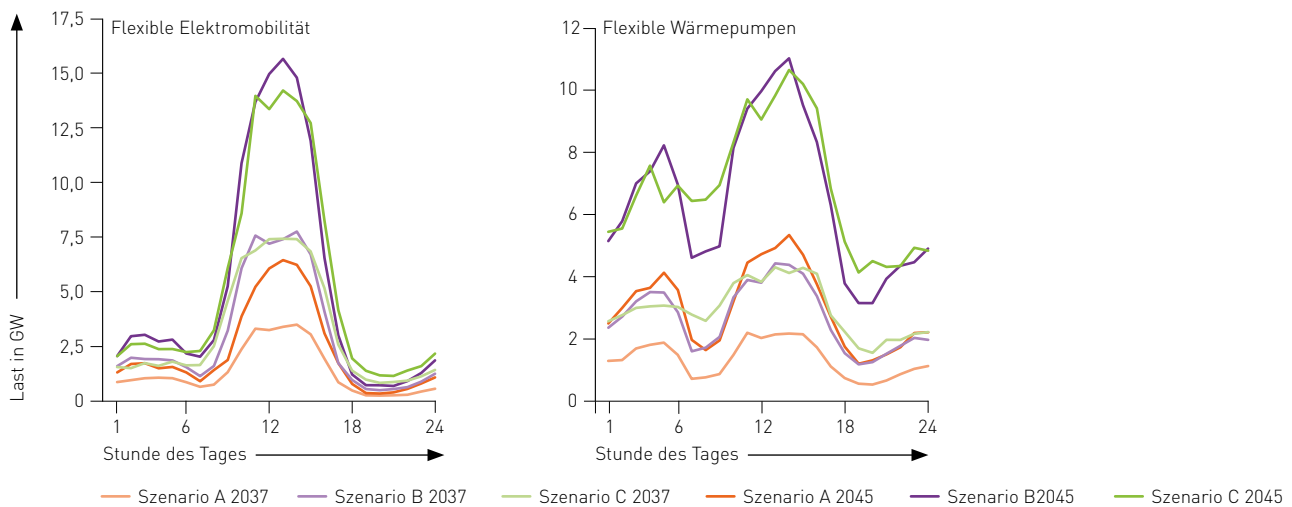 Flexible Elektromobilität
17,5
15,0
12,5
10,0
7,5
5,0
2,5
0
1 6 12 18 24
Stunde des Tages
Last in GW
Flexible Wärmepumpen
12
10
8
6
4
2
0
1 6 12 18 24
Stunde des Tages
Szenario A 2037 Szenario B 2037 Szenario C 2037 Szenario A 2045 Szenario B2045 Szenario C 2045